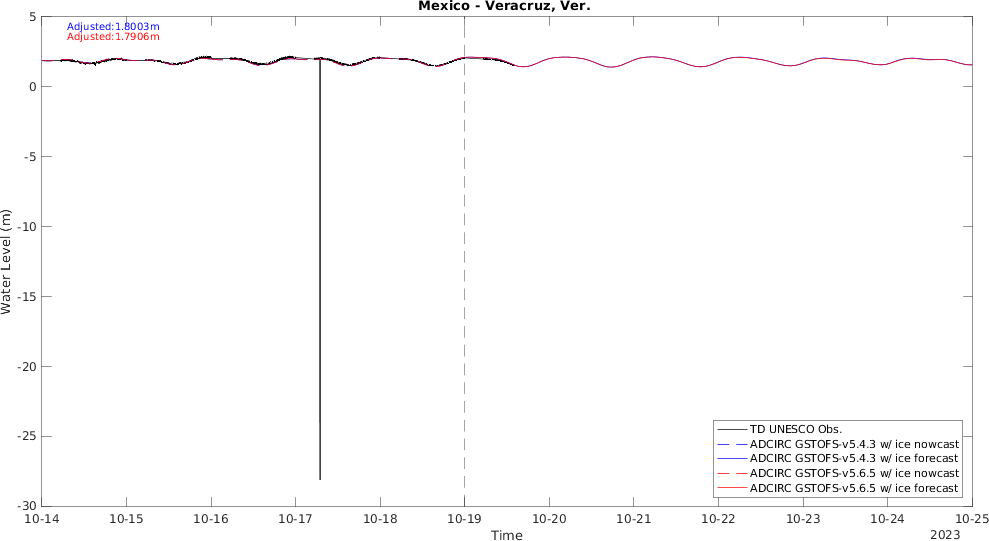 Mexico - Veracruz, Ver.
Adjusted:1.8003m
Adjusted:1.7906m
5
0
-5
-10
-15
-20
-25
-30
Water Level (m)
TD UNESCO Obs.
ADCIRC GSTOFS-v5.4.3 w/ ice nowcast
ADCIRC GSTOFS-v5.4.3 w/ ice forecast
ADCIRC GSTOFS-v5.6.5 w/ ice nowcast
ADCIRC GSTOFS-v5.6.5 w/ ice forecast
10-14 10-15 10-16 10-17 10-18 10-19 10-20 10-21 10-22 10-23 10-24 10-25
Time
2023